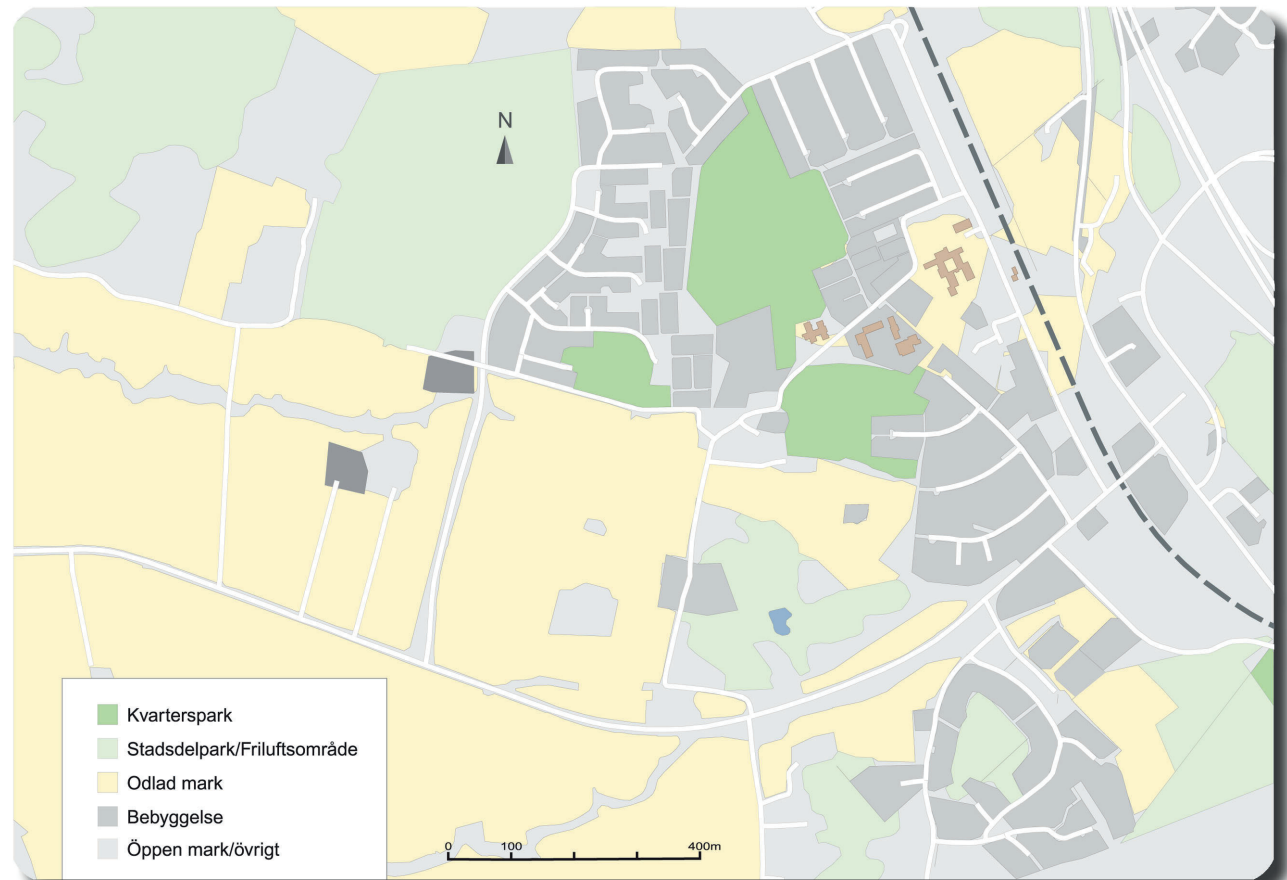 N
Kvarterspark
Stadsdelpark/Friluftsområde
Odlad mark
Bebyggelse
Öppen mark/övrigt
0 100 400m